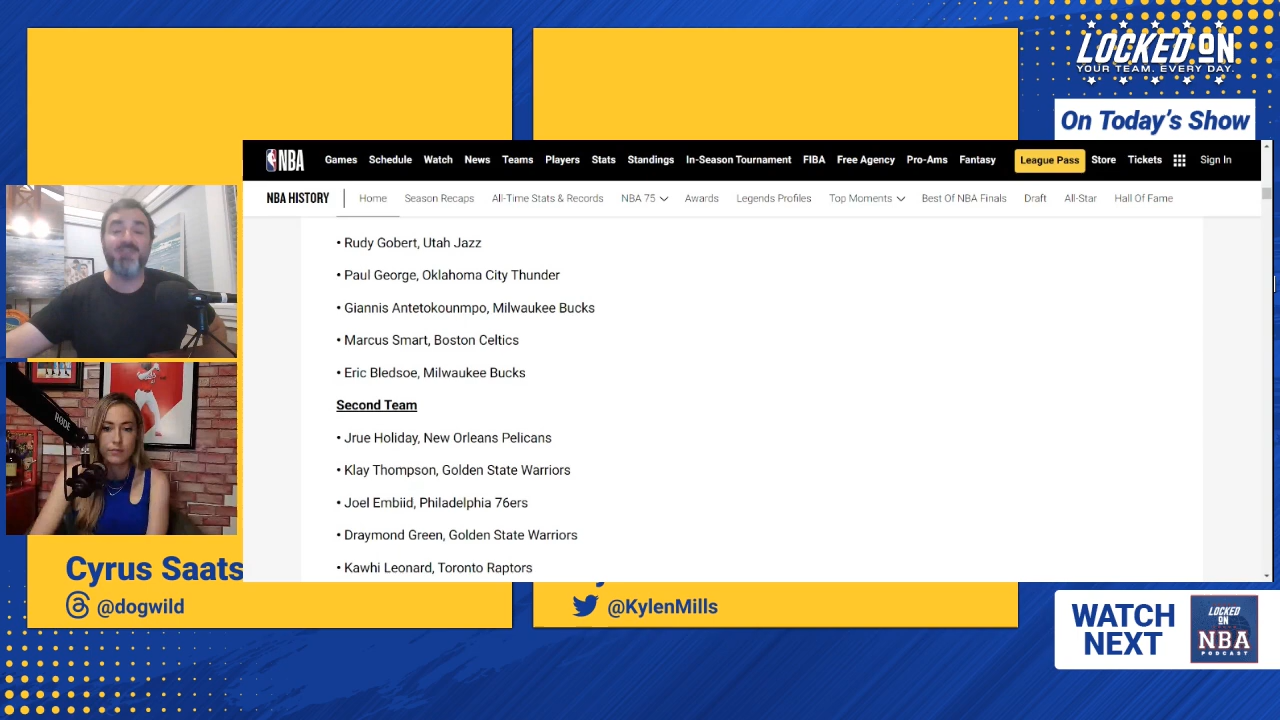 LOCKED ON
YOUR TEAM. EVERY DAY.
On Today's Show
NBA
Games Schedule Watch News Teams Players Stats Standings In-Season Tournament FIBA Free Agency Pro-Ams Fantasy League Pass Store Tickets Sign In
NBA HISTORY Home Season Recaps All-Time Stats & Records NBA 75 Awards Legends Profiles Top Moments Best Of NBA Finals Draft All-Star Hall Of Fame
• Rudy Gobert, Utah Jazz
• Paul George, Oklahoma City Thunder
• Giannis Antetokounmpo, Milwaukee Bucks
• Marcus Smart, Boston Celtics
• Eric Bledsoe, Milwaukee Bucks
Second Team
• Jrue Holiday, New Orleans Pelicans
• Klay Thompson, Golden State Warriors
• Joel Embiid, Philadelphia 76ers
• Draymond Green, Golden State Warriors
• Kawhi Leonard, Toronto Raptors
RODE
Cyrus Saats
@dogwild
@KylenMills
WATCH
NEXT
LOCKED
ON
NBA
PODCAST